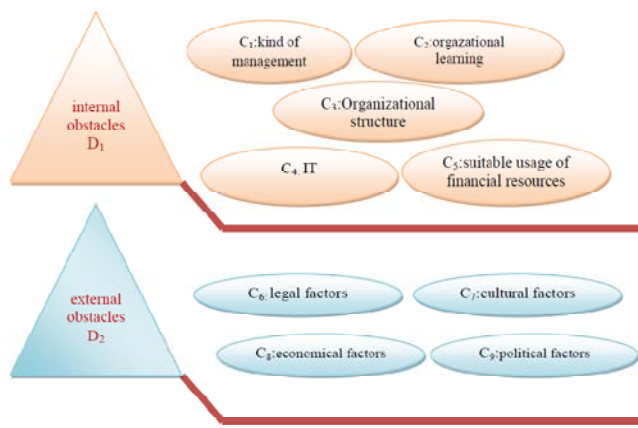 C₁:kind of
management
C₂:orgazational
learning
C₃:Organizational
structure
internal
obstacles
D₁
C₄. IT
C₅:suitable usage of
financial resources
external
obstacles
D₂
C₆: legal factors
C₇:cultural factors
C₈:economical factors
C₉:political factors